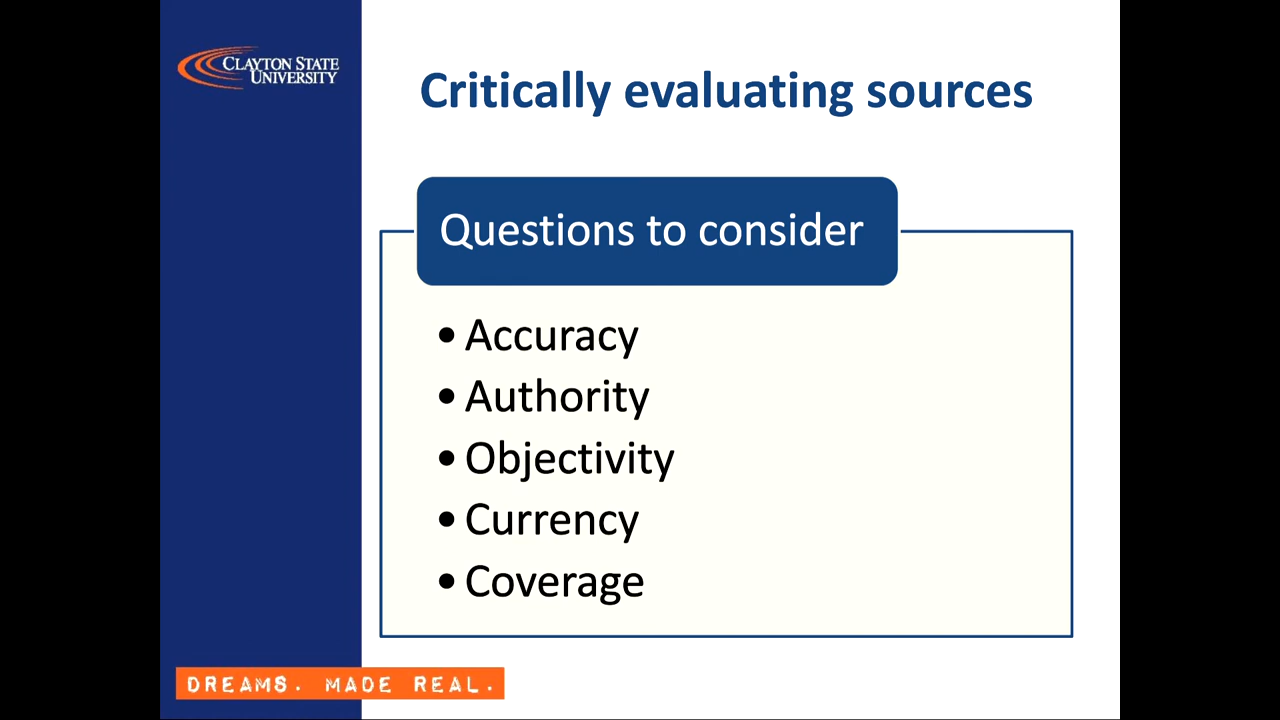 CLAYTON STATE
UNIVERSITY
Critically evaluating sources
Questions to consider
• Accuracy
• Authority
• Objectivity
• Currency
• Coverage
DREAMS. MADE REAL.